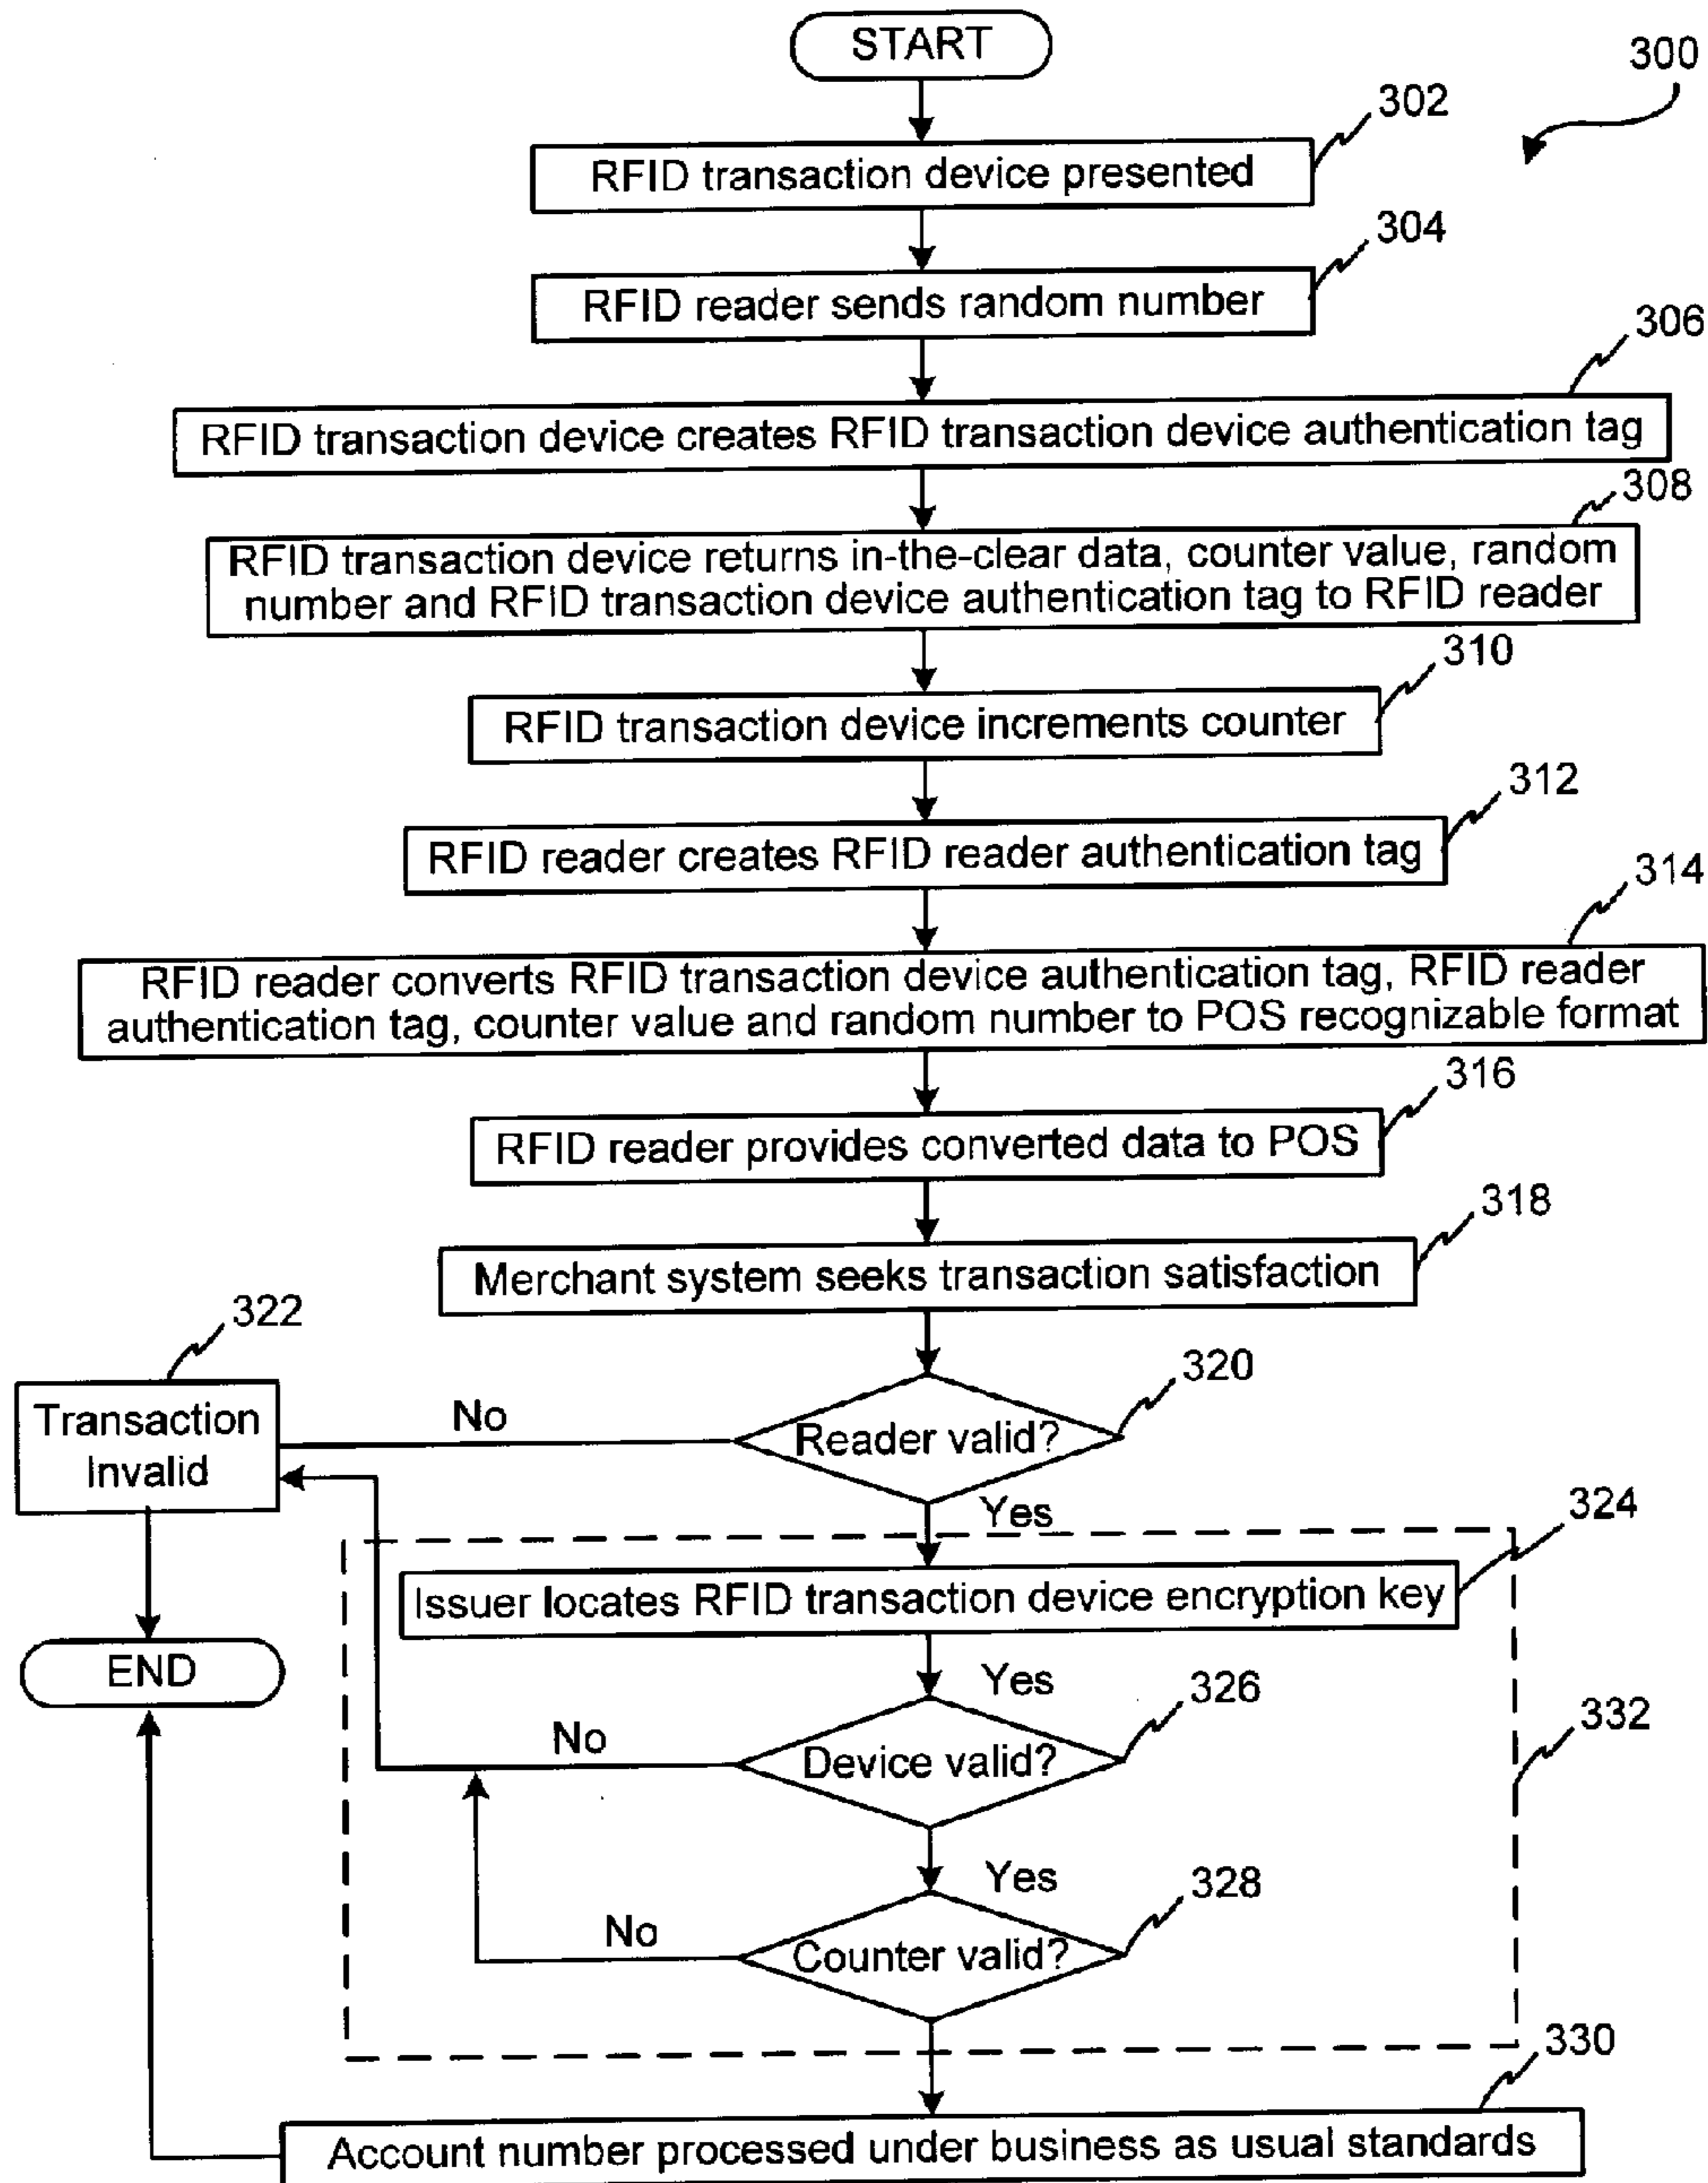 START
300
302
RFID transaction device presented
304
RFID reader sends random number
306
RFID transaction device creates RFID transaction device authentication tag
308
RFID transaction device returns in-the-clear data, counter value, random
number and RFID transaction device authentication tag to RFID reader
310
RFID transaction device increments counter
312
RFID reader creates RFID reader authentication tag
314
RFID reader converts RFID transaction device authentication tag, RFID reader
authentication tag, counter value and random number to POS recognizable format
316
RFID reader provides converted data to POS
318
Merchant system seeks transaction satisfaction
322
320
Transaction
Invalid
No
Reader valid?
Yes
324
Issuer locates RFID transaction device encryption key
END
Yes
326
332
No
Device valid?
Yes
328
No
Counter valid?
330
Account number processed under business as usual standards